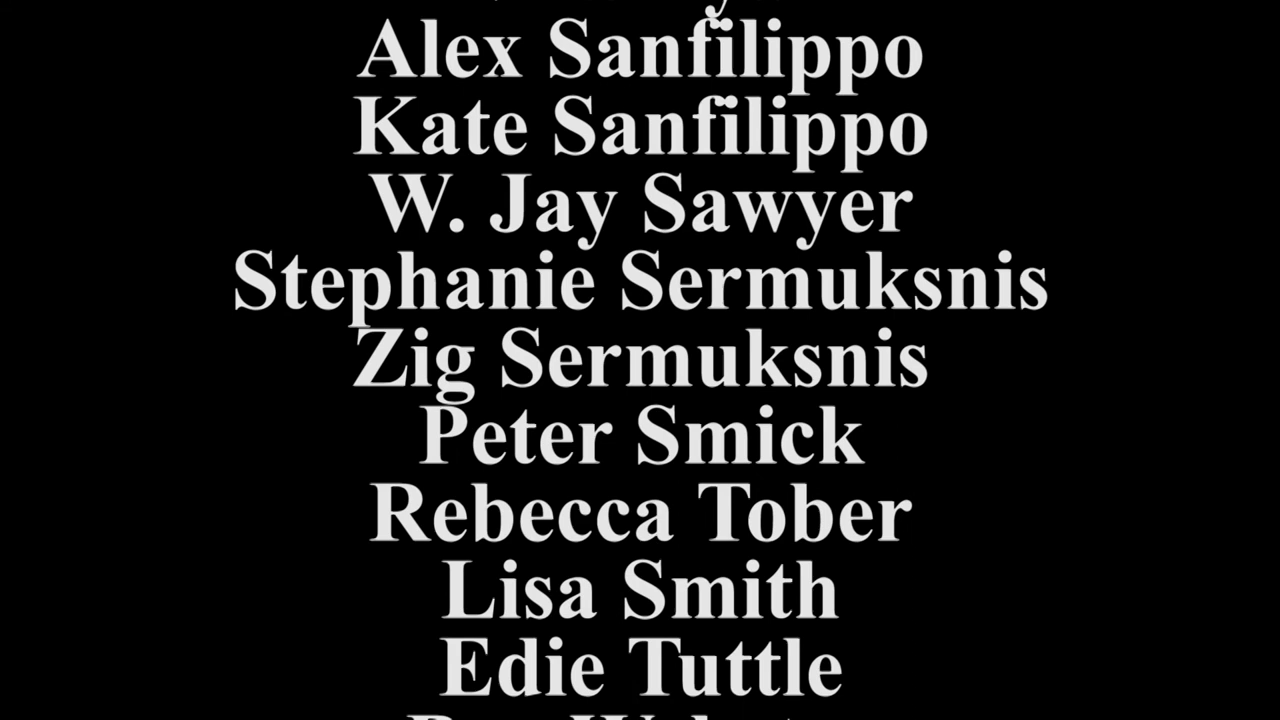 Alex Sanfilippo
Kate Sanfilippo
W. Jay Sawyer
Stephanie Sermuksnis
Zig Sermuksnis
Peter Smick
Rebecca Tober
Lisa Smith
Edie Tuttle